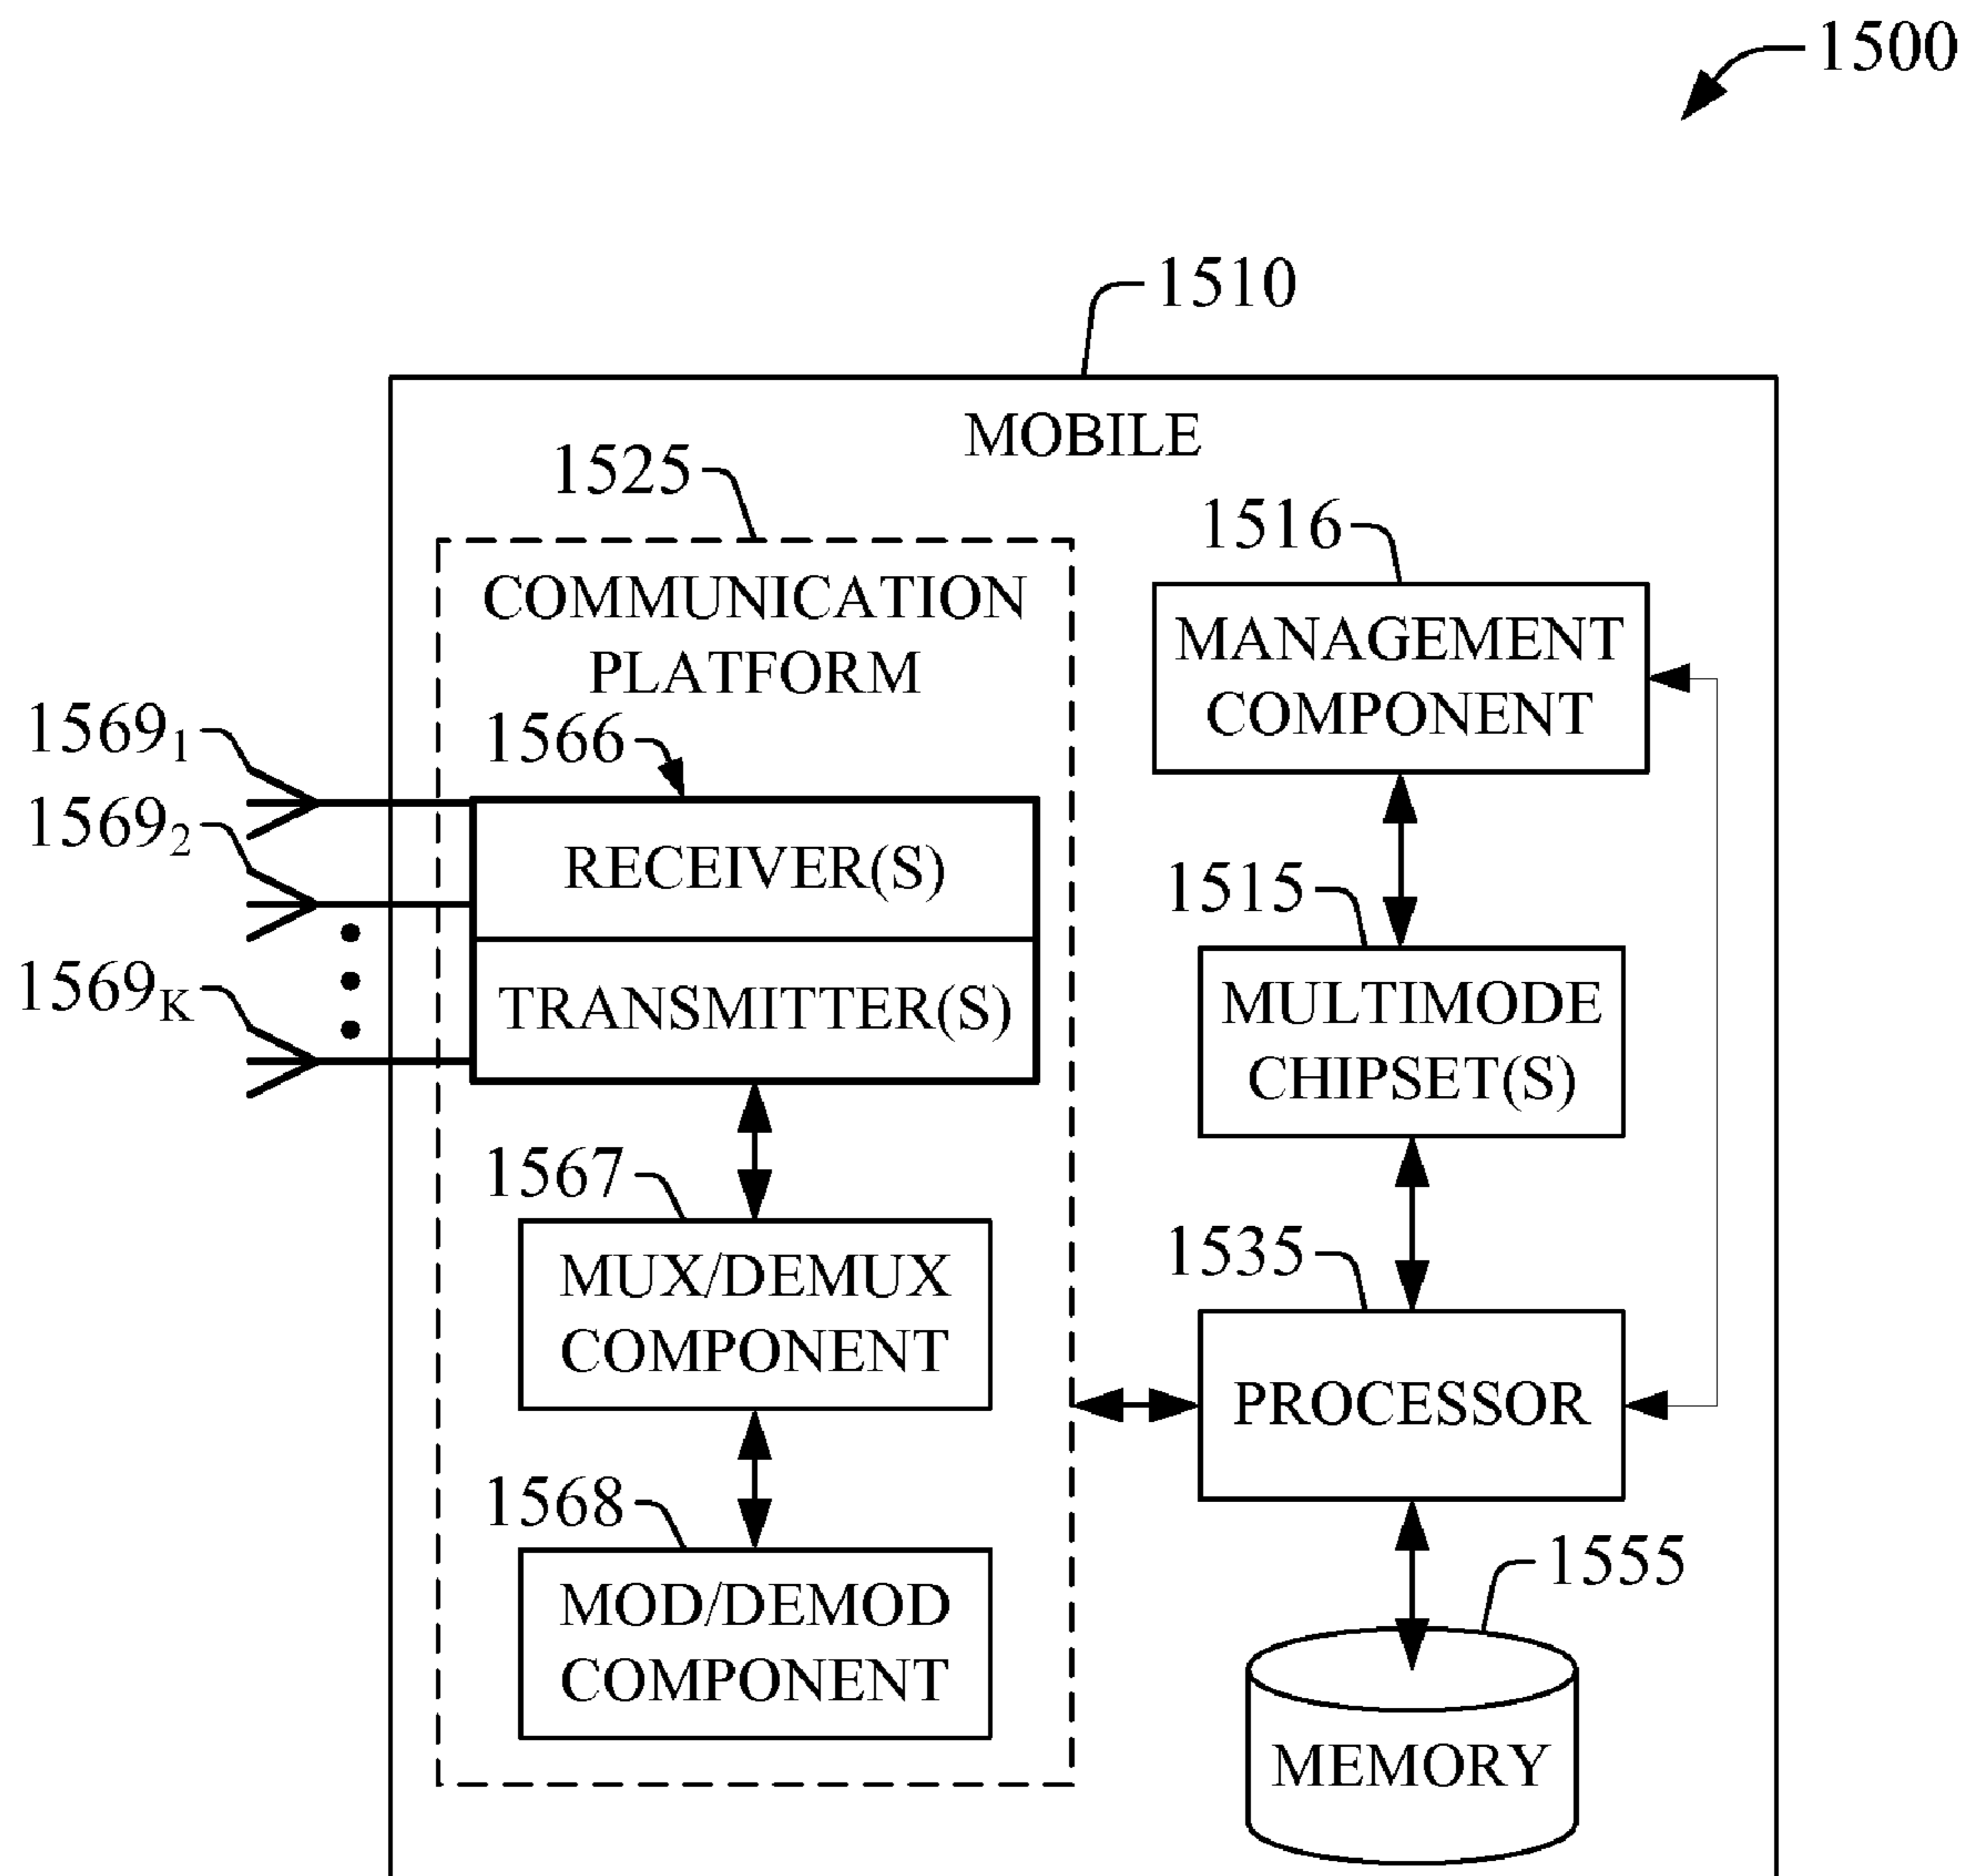 1500
1510
MOBILE
1525
COMMUNICATION
PLATFORM
1516
MANAGEMENT
COMPONENT
1566
1569₁
1569₂
1569K
RECEIVER(S)
TRANSMITTER(S)
1515
MULTIMODE
CHIPSET(S)
1567
MUX/DEMUX
COMPONENT
1535
PROCESSOR
1568
MOD/DEMOD
COMPONENT
1555
MEMORY